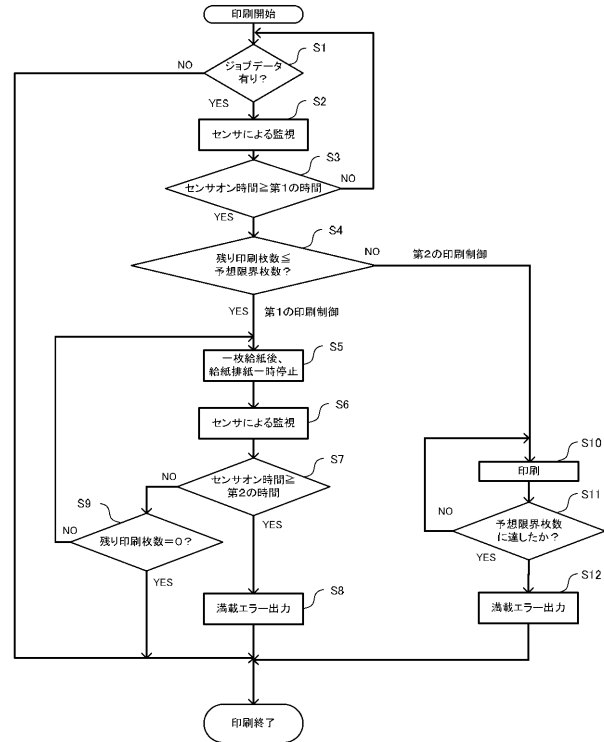 印刷開始
S1
ジョブデータ
有り？
NO
YES
S2
センサによる監視
S3
センサオン時間≧第1の時間
NO
YES
S4
残り印刷枚数≦
予想限界枚数？
NO
第2の印刷制御
YES
第1の印刷制御
S5
一枚給紙後、
給紙排紙一時停止
S6
センサによる監視
S7
センサオン時間≧
第2の時間
NO
YES
S9
残り印刷枚数＝0？
NO
YES
S8
満載エラー出力
S10
印刷
S11
予想限界枚数
に達したか？
NO
YES
S12
満載エラー出力
印刷終了